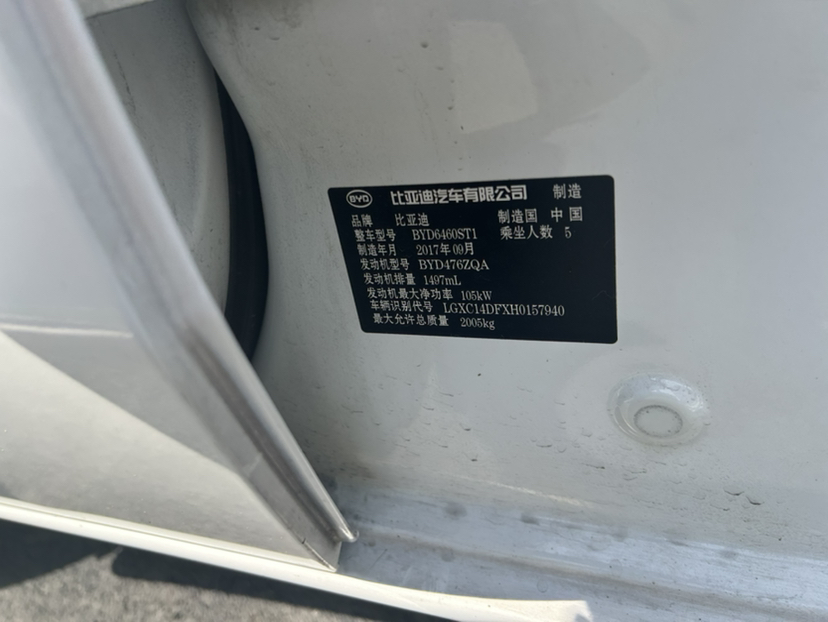 BYD 比亚迪汽车有限公司 制造
品牌 比亚迪 制造国 中国
整车型号 BYD6460ST1 乘坐人数 5
制造年月 2017年09月
发动机型号 BYD476ZQA
发动机排量 1497mL
发动机最大净功率 105kW
车辆识别代号 LGXC14DFXH0157940
最大允许总质量 2005kg